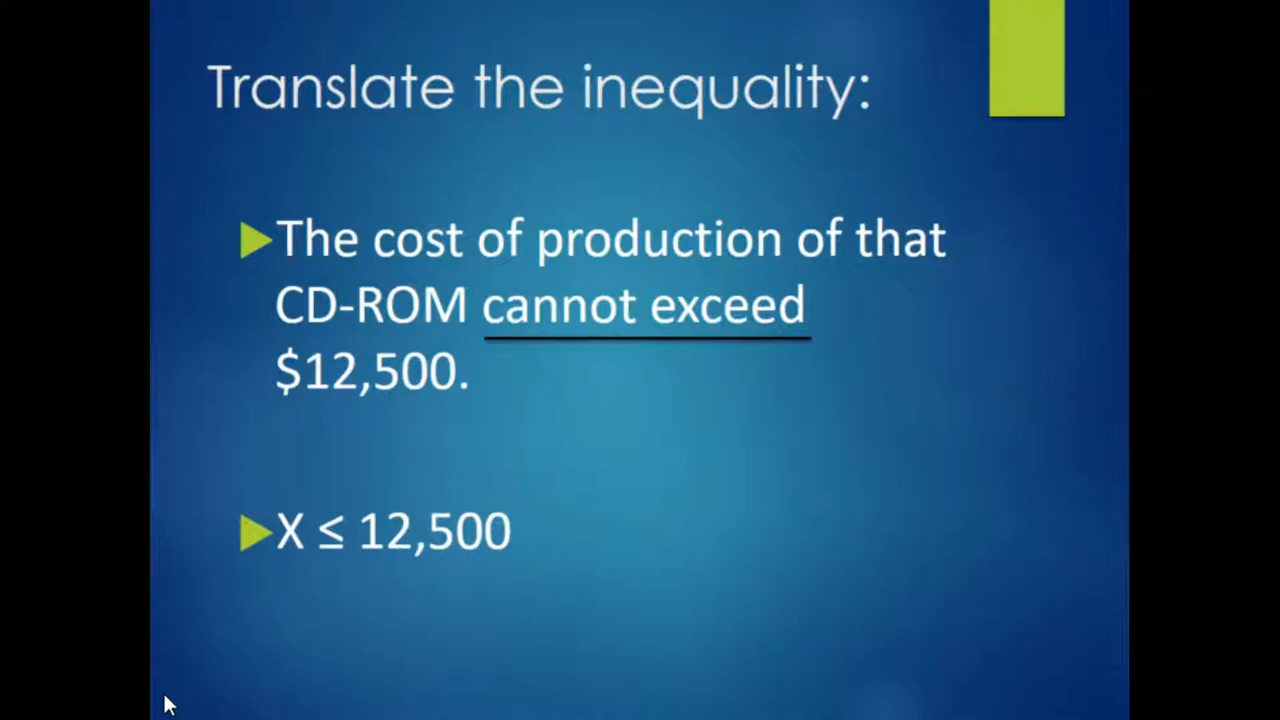 Translate the inequality:
The cost of production of that
CD-ROM cannot exceed
$12,500.
X ≤ 12,500